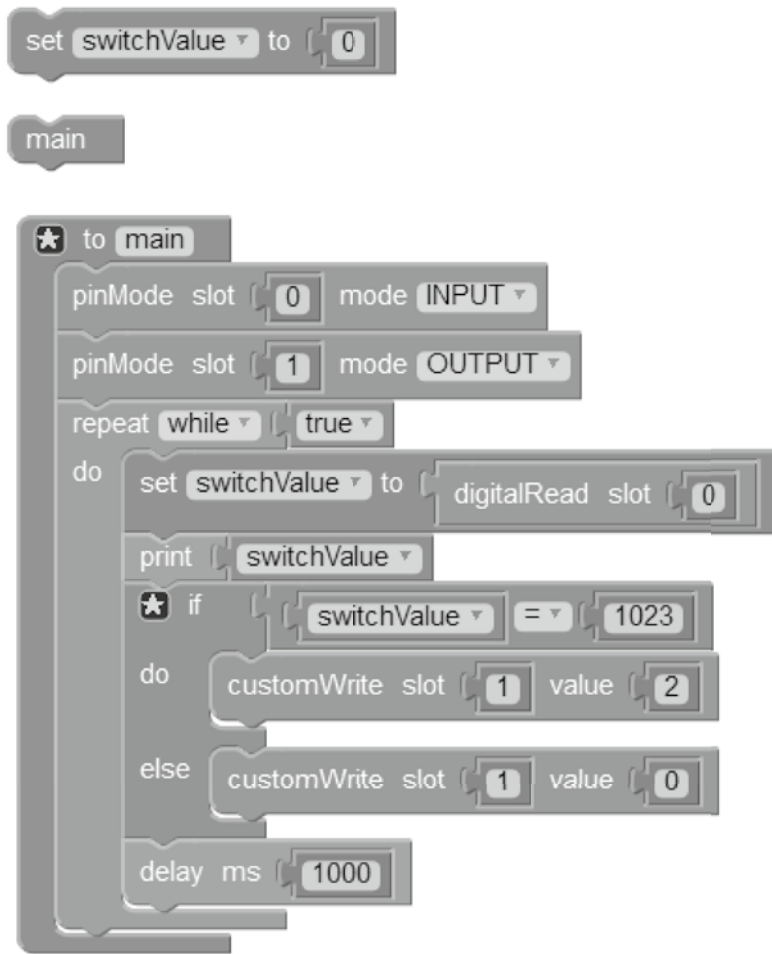 set switchValue to 0
main
to main
pinMode slot 0 mode INPUT
pinMode slot 1 mode OUTPUT
repeat while true
do set switchValue to digitalRead slot 0
print switchValue
if switchValue = 1023
do customWrite slot 1 value 2
else customWrite slot 1 value 0
delay ms 1000